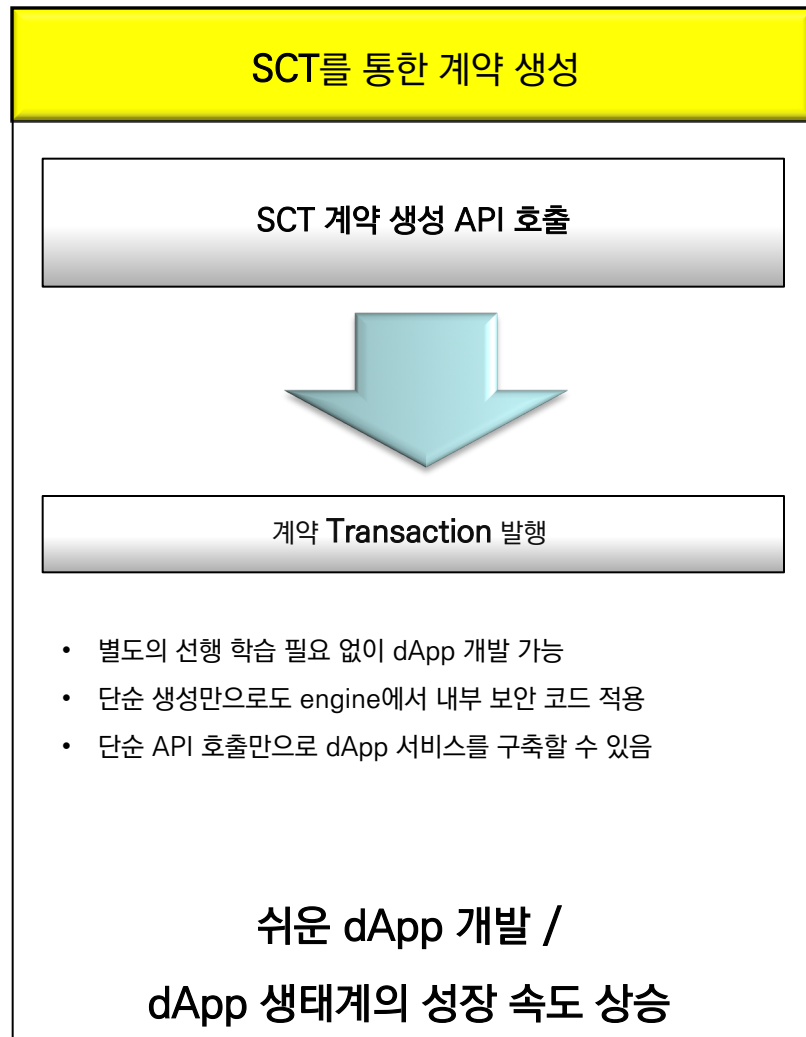 SCT를 통한 계약 생성
SCT 계약 생성 API 호출
계약 Transaction 발행
• 별도의 선행 학습 필요 없이 dApp 개발 가능
• 단순 생성만으로도 engine에서 내부 보안 코드 적용
• 단순 API 호출만으로 dApp 서비스를 구축할 수 있음
쉬운 dApp 개발 /
dApp 생태계의 성장 속도 상승